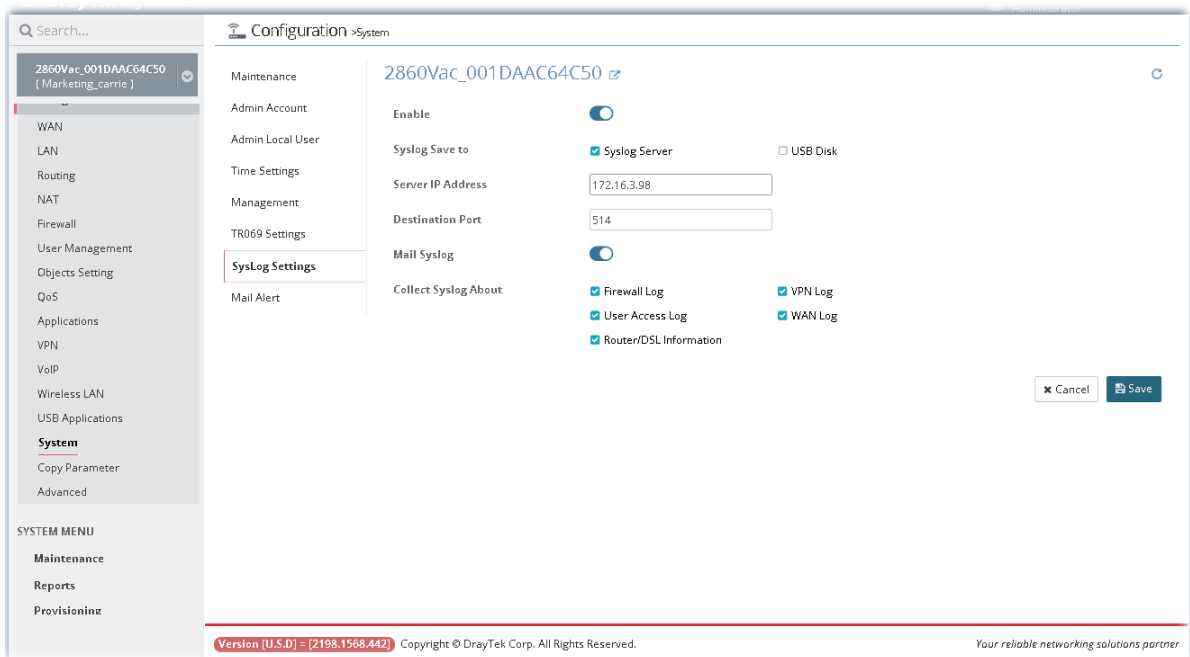 Search...
Configuration >System
2860Vac_001DAAC64C50
[ Marketing_carrie ]
WAN
LAN
Routing
NAT
Firewall
User Management
Objects Setting
QoS
Applications
VPN
VoIP
Wireless LAN
USB Applications
System
Copy Parameter
Advanced
SYSTEM MENU
Maintenance
Reports
Provisioning
Maintenance
Admin Account
Admin Local User
Time Settings
Management
TR069 Settings
SysLog Settings
Mail Alert
2860Vac_001DAAC64C50
Enable
Syslog Save to Syslog Server USB Disk
Server IP Address 172.16.3.98
Destination Port 514
Mail Syslog
Collect Syslog About Firewall Log VPN Log
User Access Log WAN Log
Router/DSL Information
Cancel Save
Version [U.S.D] = [2198.1568.442] Copyright © DrayTek Corp. All Rights Reserved. Your reliable networking solutions partner